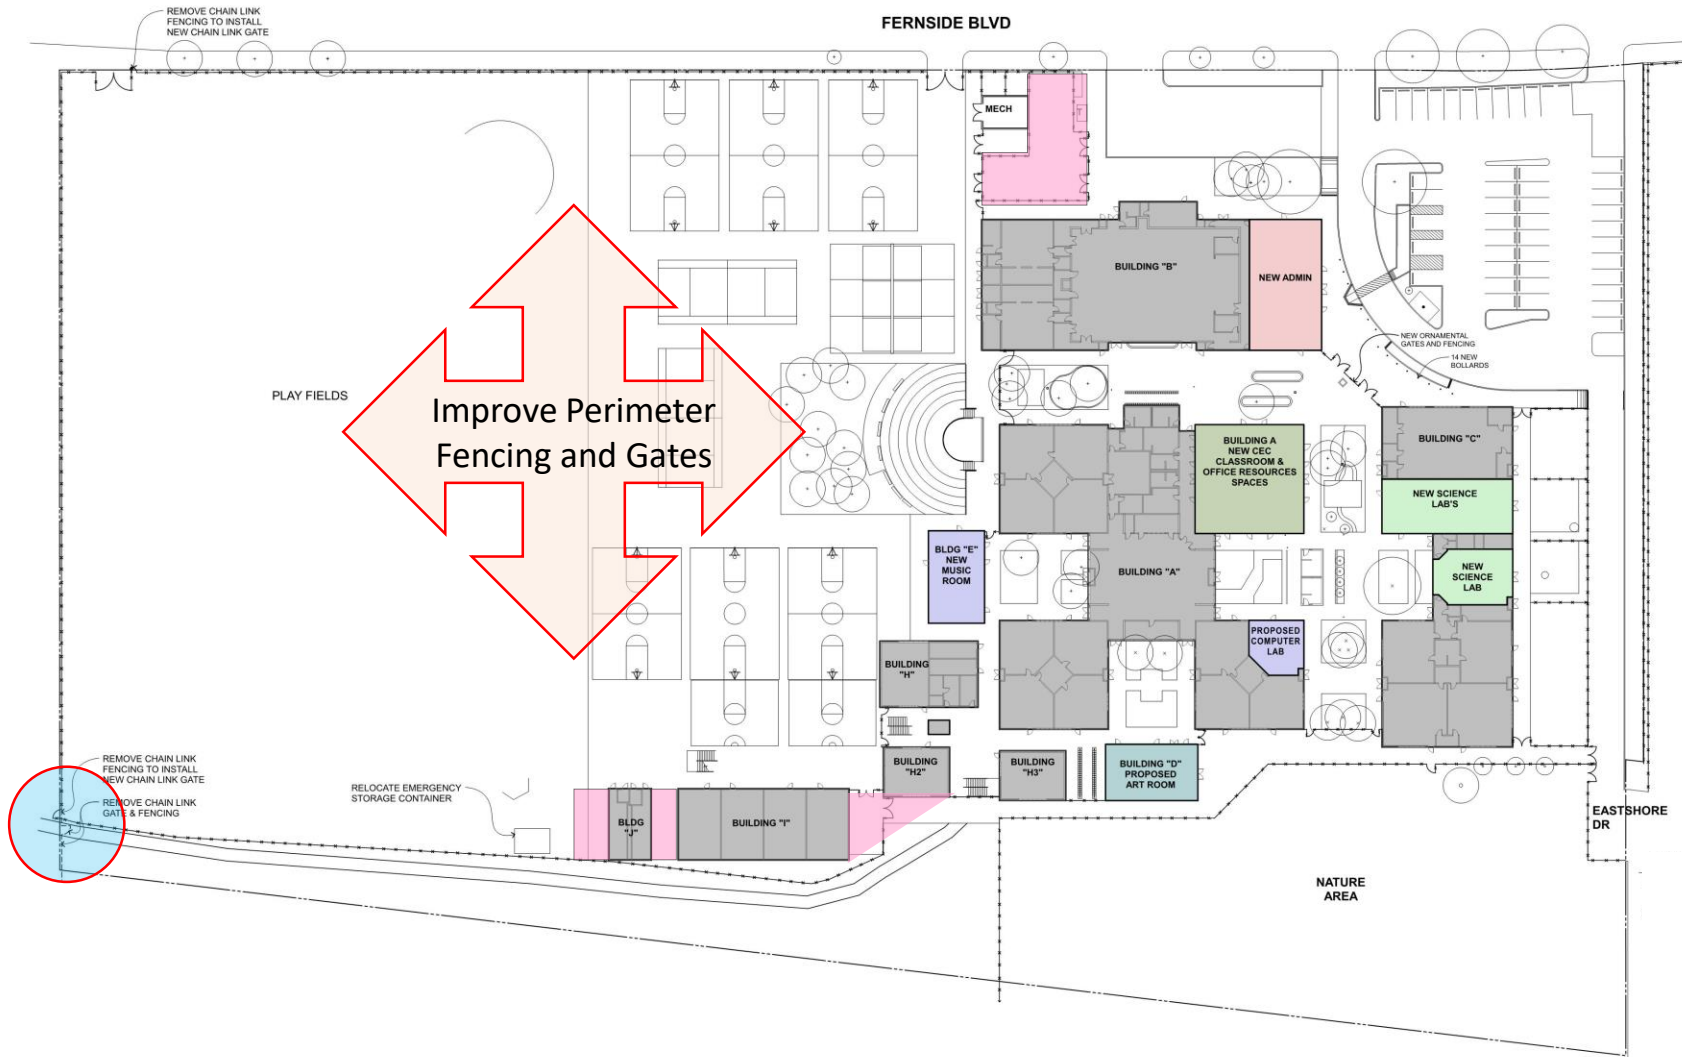 REMOVE CHAIN LINK
FENCING TO INSTALL
NEW CHAIN LINK GATE
FERNSIDE BLVD
MECH
BUILDING "B"
NEW ADMIN
NEW ORNAMENTAL
GATES AND FENCING
14 NEW
BOLLARDS
PLAY FIELDS
Improve Perimeter
Fencing and Gates
BUILDING A
NEW CEC
CLASSROOM &
OFFICE RESOURCES
SPACES
BUILDING "C"
NEW SCIENCE
LAB'S
BLDG "E"
NEW
MUSIC
ROOM
BUILDING "A"
NEW
SCIENCE
LAB
PROPOSED
COMPUTER
LAB
BUILDING
"H"
BUILDING
"H2"
BUILDING
"H3"
BUILDING "D"
PROPOSED
ART ROOM
REMOVE CHAIN LINK
FENCING TO INSTALL
NEW CHAIN LINK GATE
REMOVE CHAIN LINK
GATE & FENCING
RELOCATE EMERGENCY
STORAGE CONTAINER
BLDG
"J"
BUILDING "I"
EASTSHORE
DR
NATURE
AREA